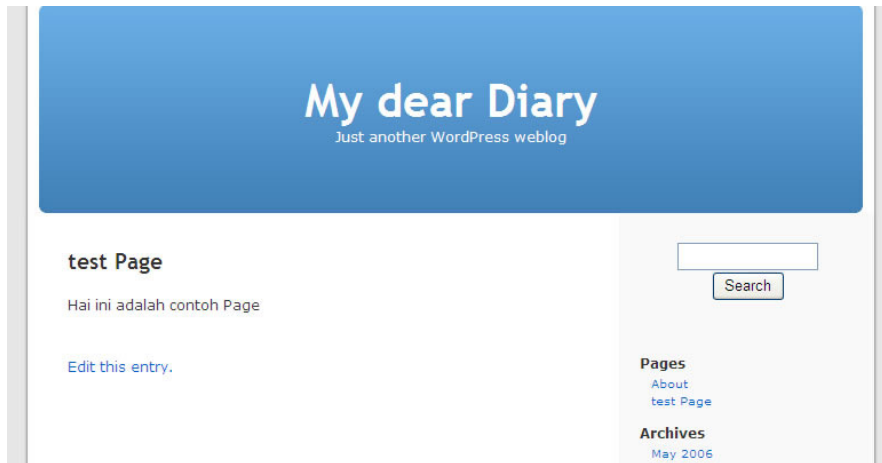 My dear Diary
Just another WordPress weblog
test Page
Hai ini adalah contoh Page
Edit this entry.
Search
Pages
About
test Page
Archives
May 2006